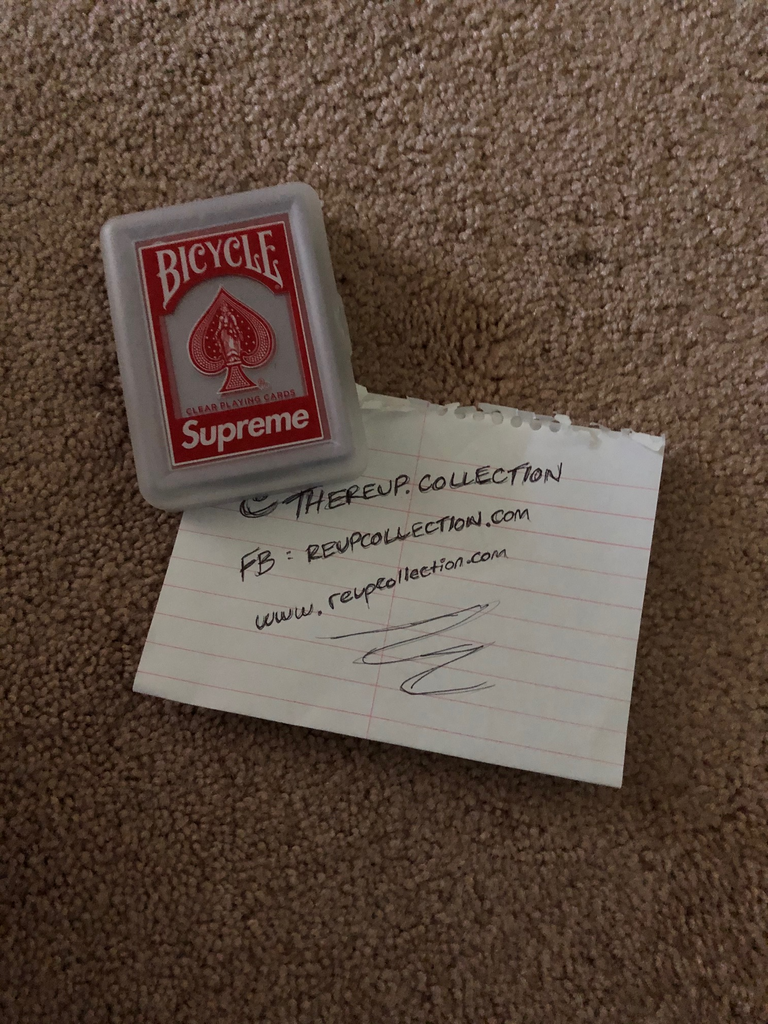 BICYCLE
CLEAR PLAYING CARDS
Supreme
@THEREUP.COLLECTION
FB: REUPCOLLECTION.COM
www.reupcollection.com